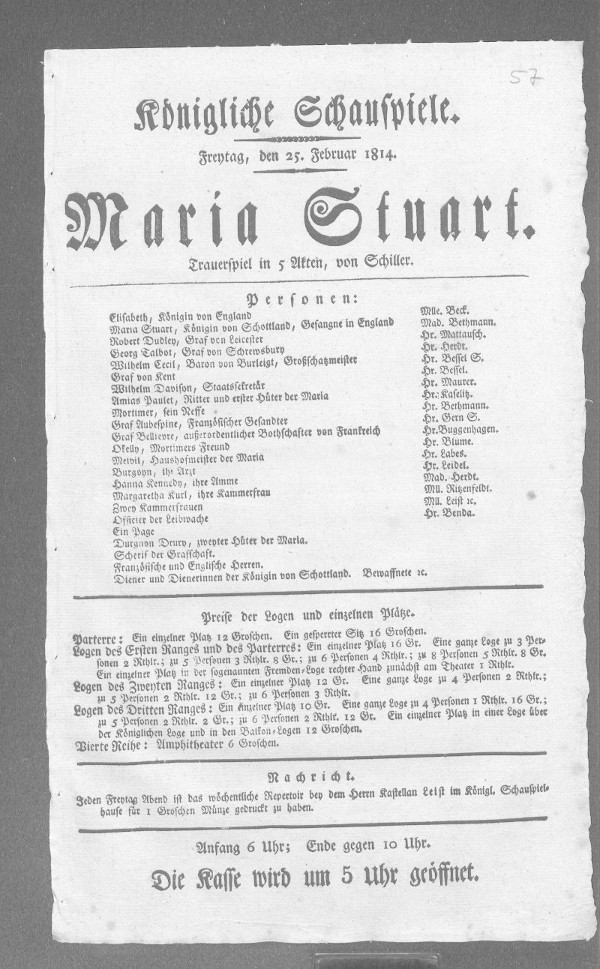 57
Königliche Schauspiele.
Freytag, den 25. Februar 1814.
Maria Stuart.
Trauerspiel in 5 Akten, von Schiller.
Personen:
Elisabeth, Königin von England Mlle. Beck.
Maria Stuart, Königin von Schottland, Gefangne in England Mad. Bethmann.
Robert Dudley, Graf von Leicester Hr. Mattausch.
Georg Talbot, Graf von Schrewsbury Hr. Herdt.
Wilhelm Cecil, Baron von Burleigt, Großschatzmeister Hr. Bessel S.
Graf von Kent Hr. Bessel.
Wilhelm Davison, Staatssekretär Hr. Maurer.
Amias Paulet, Ritter und erster Hüter der Maria Hr. Kaselitz.
Mortimer, sein Neffe Hr. Bethmann.
Graf Aubespine, Französischer Gesandter Hr. Gern S.
Graf Bellievre, außerordentlicher Bothschafter von Frankreich Hr. Buggenhagen.
Okelly, Mortimers Freund Hr. Blume.
Melvil, Haushofmeister der Maria Hr. Labes.
Burgoyn, ihr Arzt Hr. Leidel.
Hanna Kennedy, ihre Amme Mad. Herdt.
Margaretha Kurl, ihre Kammerfrau Mll. Ritzenfeldt.
Zwey Kammerfrauen Mll. Leist ꝛc.
Officier der Leibwache Hr. Benda.
Ein Page
Drury, zweyter Hüter der Maria.
Scherif der Grafschaft.
Französische und Englische Herren.
Diener und Dienerinnen der Königin von Schottland. Bewaffnete ꝛc.
Preise der Logen und einzelnen Plätze.
Parterre: Ein einzelner Platz 12 Groschen. Ein gesperrter Sitz 16 Groschen.
Logen des Ersten Ranges und des Parterres: Ein einzelner Platz 16 Gr. Eine ganze Loge zu 3 Per-
sonen 2 Rthlr.; zu 5 Personen 3 Rthlr. 8 Gr.; zu 6 Personen 4 Rthlr.; zu 8 Personen 5 Rthlr. 8 Gr.
Ein einzelner Platz in der sogenannten Fremden-Loge rechter Hand zunächst am Theater 1 Rthlr.
Logen des Zweyten Ranges: Ein einzelner Platz 12 Gr. Eine ganze Loge zu 4 Personen 2 Rthlr.;
zu 5 Personen 2 Rthlr. 12 Gr.; zu 6 Personen 3 Rthlr.
Logen des Dritten Ranges: Ein einzelner Platz 10 Gr. Eine ganze Loge zu 4 Personen 1 Rthlr. 16 Gr.;
zu 5 Personen 2 Rthlr. 2 Gr.; zu 6 Personen 2 Rthlr. 12 Gr. Ein einzelner Platz in einer Loge über
der Königlichen Loge und in den Balkon-Logen 12 Groschen.
Vierte Reihe: Amphitheater 6 Groschen.
Nachricht.
Jeden Freytag Abend ist das wöchentliche Repertoir bey dem Herrn Kastellan Leist im Königl. Schauspiel-
hause für 1 Groschen Münze gedruckt zu haben.
Anfang 6 Uhr; Ende gegen 10 Uhr.
Die Kasse wird um 5 Uhr geöffnet.